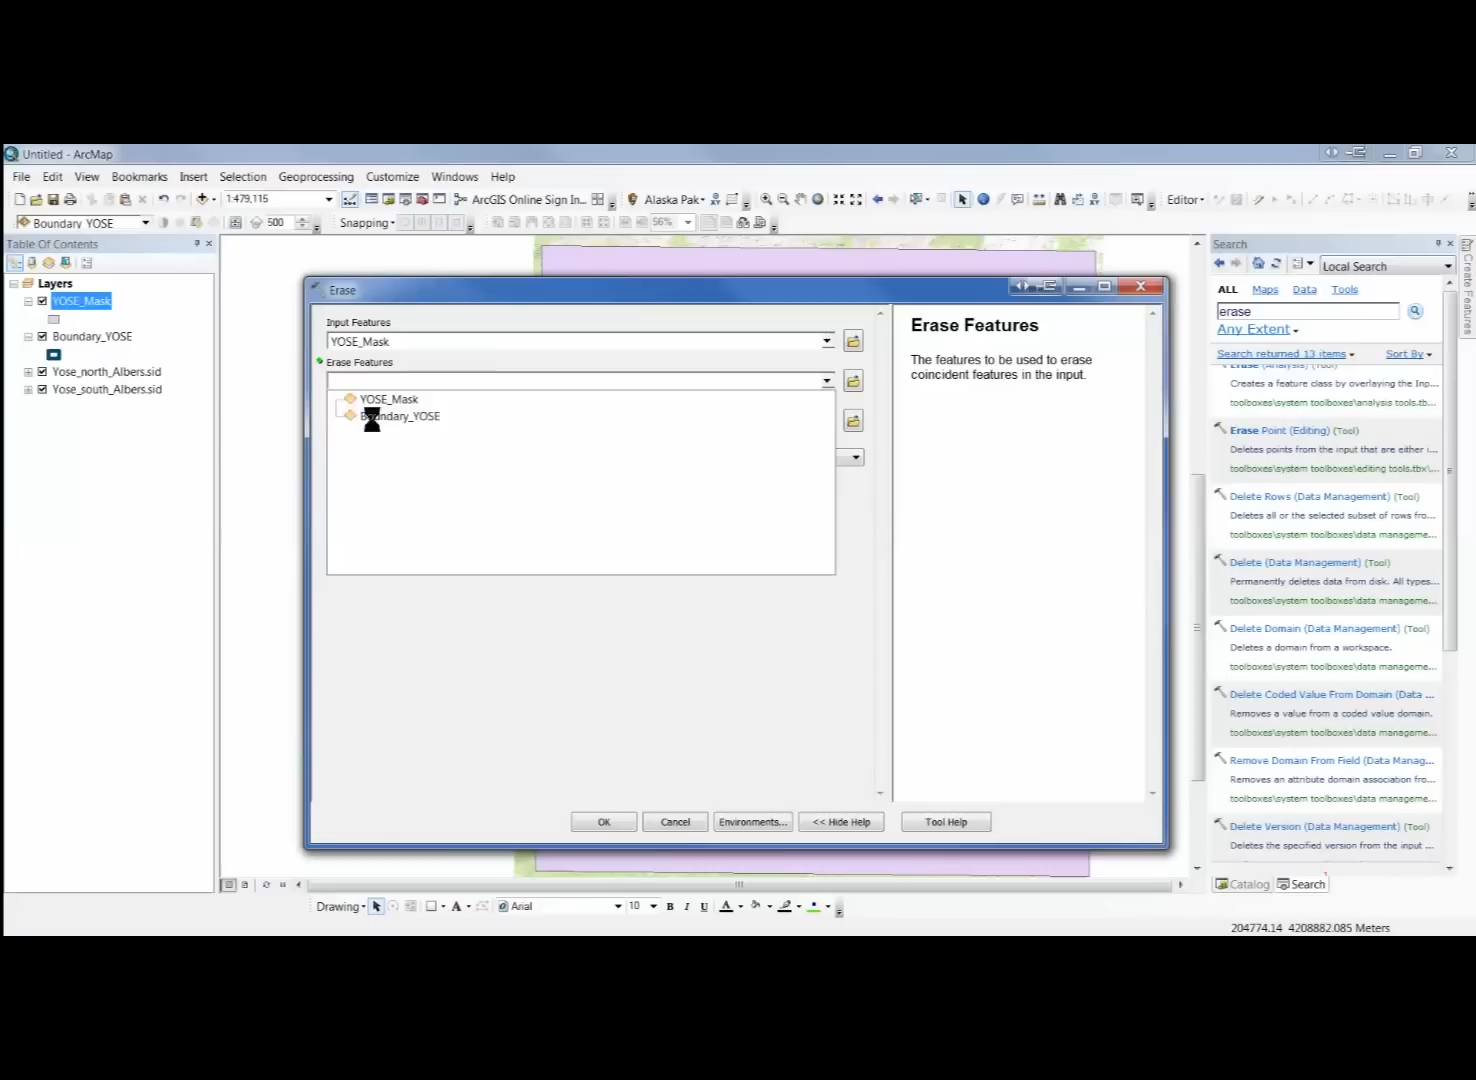 Untitled - ArcMap
File Edit View Bookmarks Insert Selection Geoprocessing Customize Windows Help
1:479,115
ArcGIS Online Sign In...
Alaska Pak
Editor
Boundary YOSE
500
Snapping
56%
Table Of Contents
Layers
YOSE_Mask
Boundary_YOSE
Yose_north_Albers.sid
Yose_south_Albers.sid
Erase
Input Features
YOSE_Mask
Erase Features
YOSE_Mask
Boundary_YOSE
OK
Cancel
Environments...
<< Hide Help
Tool Help
Erase Features
The features to be used to erase
coincident features in the input.
Search
Local Search
ALL Maps Data Tools
erase
Any Extent
Search returned 13 items
Sort By
Erase (Analysis) (Tool)
Creates a feature class by overlaying the Inp...
toolboxes\system toolboxes\analysis tools.tb...
Erase Point (Editing) (Tool)
Deletes points from the input that are either i...
toolboxes\system toolboxes\editing tools.tbx\...
Delete Rows (Data Management) (Tool)
Deletes all or the selected subset of rows fro...
toolboxes\system toolboxes\data manageme...
Delete (Data Management) (Tool)
Permanently deletes data from disk. All types...
toolboxes\system toolboxes\data manageme...
Delete Domain (Data Management) (Tool)
Deletes a domain from a workspace.
toolboxes\system toolboxes\data manageme...
Delete Coded Value From Domain (Data ...
Removes a value from a coded value domain.
toolboxes\system toolboxes\data manageme...
Remove Domain From Field (Data Manag...
Removes an attribute domain association fro...
toolboxes\system toolboxes\data manageme...
Delete Version (Data Management) (Tool)
Deletes the specified version from the input ...
Catalog
Search
Create Features
Drawing
A
Arial
10
B I U A
204774.14 4208882.085 Meters